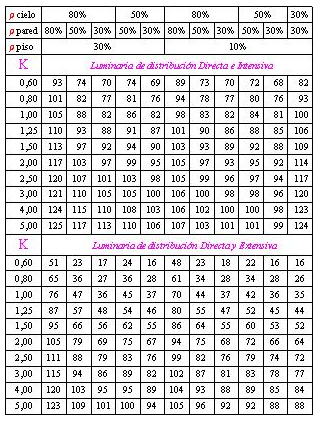 ρ cielo 80% 50% 80% 50% 30%
ρ pared 80% 50% 30% 50% 30% 80% 50% 30% 50% 30% 30%
ρ piso 30% 10%
K Luminaria de distribución Directa e Intensiva
0,60 93 74 70 74 69 89 73 70 72 68 82
0,80 101 82 77 81 76 94 78 77 80 76 93
1,00 105 88 82 86 82 98 83 82 84 81 100
1,25 110 93 88 91 87 101 90 86 88 85 106
1,50 113 97 92 94 90 103 93 89 92 88 109
2,00 117 103 97 99 95 105 97 93 95 92 114
2,50 120 107 101 103 98 105 99 96 97 94 117
3,00 121 110 105 105 100 106 100 98 98 96 120
4,00 124 115 110 108 103 106 102 100 100 98 123
5,00 125 117 113 110 106 107 103 101 101 99 124
K Luminaria de distribución Directa y Extensiva
0,60 51 23 17 24 16 48 23 18 22 16 16
0,80 65 36 27 36 28 61 34 28 34 28 26
1,00 76 47 36 45 37 70 44 37 42 36 35
1,25 87 57 48 54 46 80 55 47 52 45 44
1,50 95 66 56 62 55 86 64 55 60 53 52
2,00 105 79 69 75 67 94 75 68 72 66 64
2,50 111 88 79 83 76 99 82 76 79 74 72
3,00 115 94 86 89 82 102 87 81 83 78 77
4,00 120 103 95 95 89 104 93 88 89 85 84
5,00 123 109 101 100 94 105 96 92 92 88 88